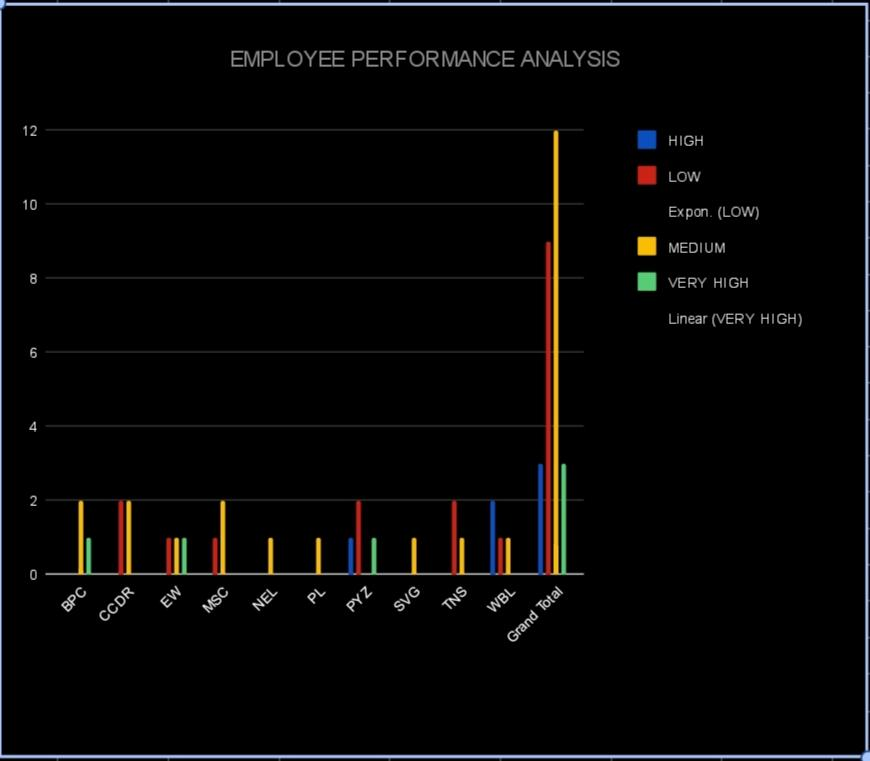 EMPLOYEE PERFORMANCE ANALYSIS
12
10
8
6
4
2
0
BPC
CCDR
EW
MSC
NEL
PL
PYZ
SVG
TNS
WBL
Grand Total
HIGH
LOW
Expon. (LOW)
MEDIUM
VERY HIGH
Linear (VERY HIGH)